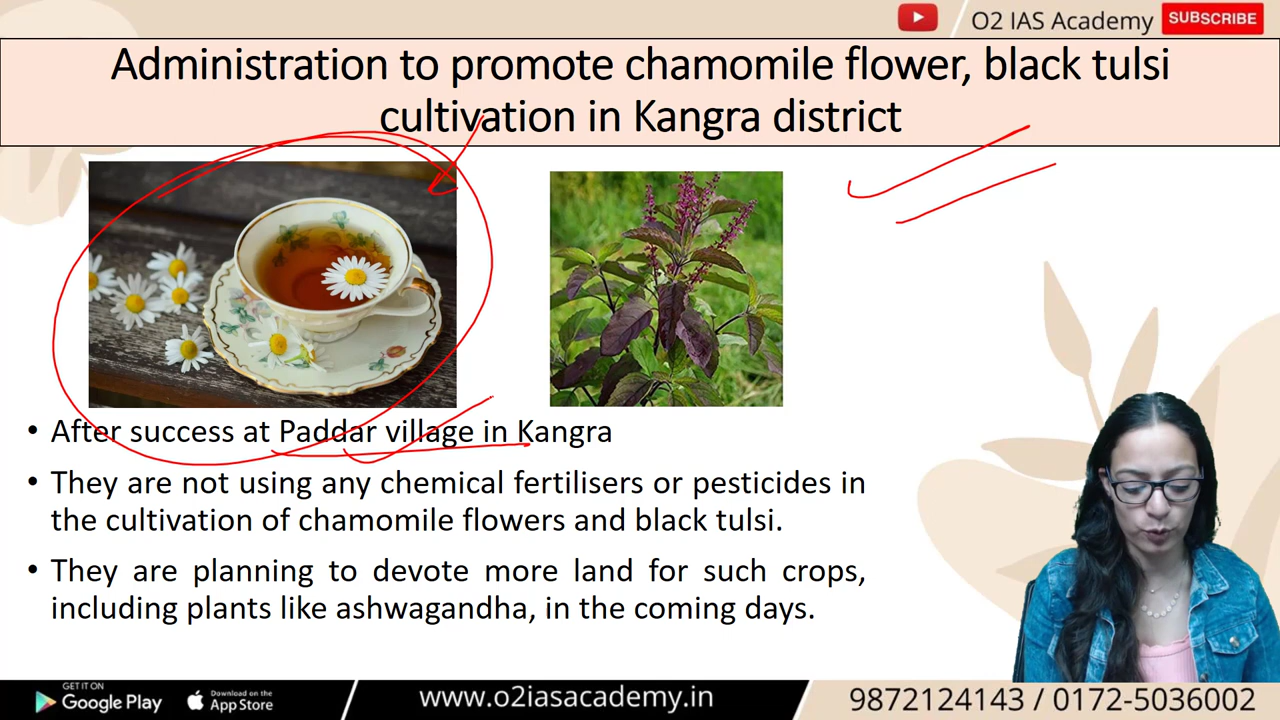 O2 IAS Academy
SUBSCRIBE
Administration to promote chamomile flower, black tulsi
cultivation in Kangra district
• After success at Paddar village in Kangra
• They are not using any chemical fertilisers or pesticides in
the cultivation of chamomile flowers and black tulsi.
• They are planning to devote more land for such crops,
including plants like ashwagandha, in the coming days.
GET IT ON
Google Play
Download on the
App Store
www.o2iasacademy.in
9872124143 / 0172-5036002